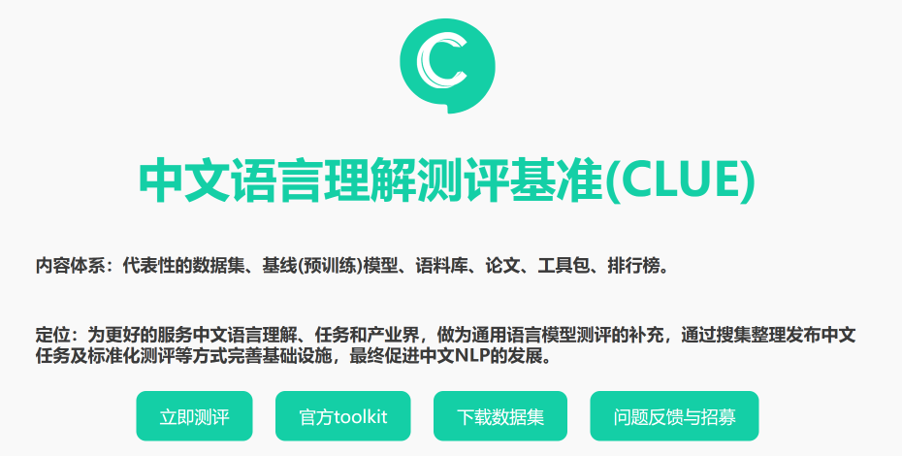 中文语言理解测评基准(CLUE)
内容体系：代表性的数据集、基线(预训练)模型、语料库、论文、工具包、排行榜。
定位：为更好的服务中文语言理解、任务和产业界，做为通用语言模型测评的补充，通过搜集整理发布中文
任务及标准化测评等方式完善基础设施，最终促进中文NLP的发展。
立即测评 官方toolkit 下载数据集 问题反馈与招募